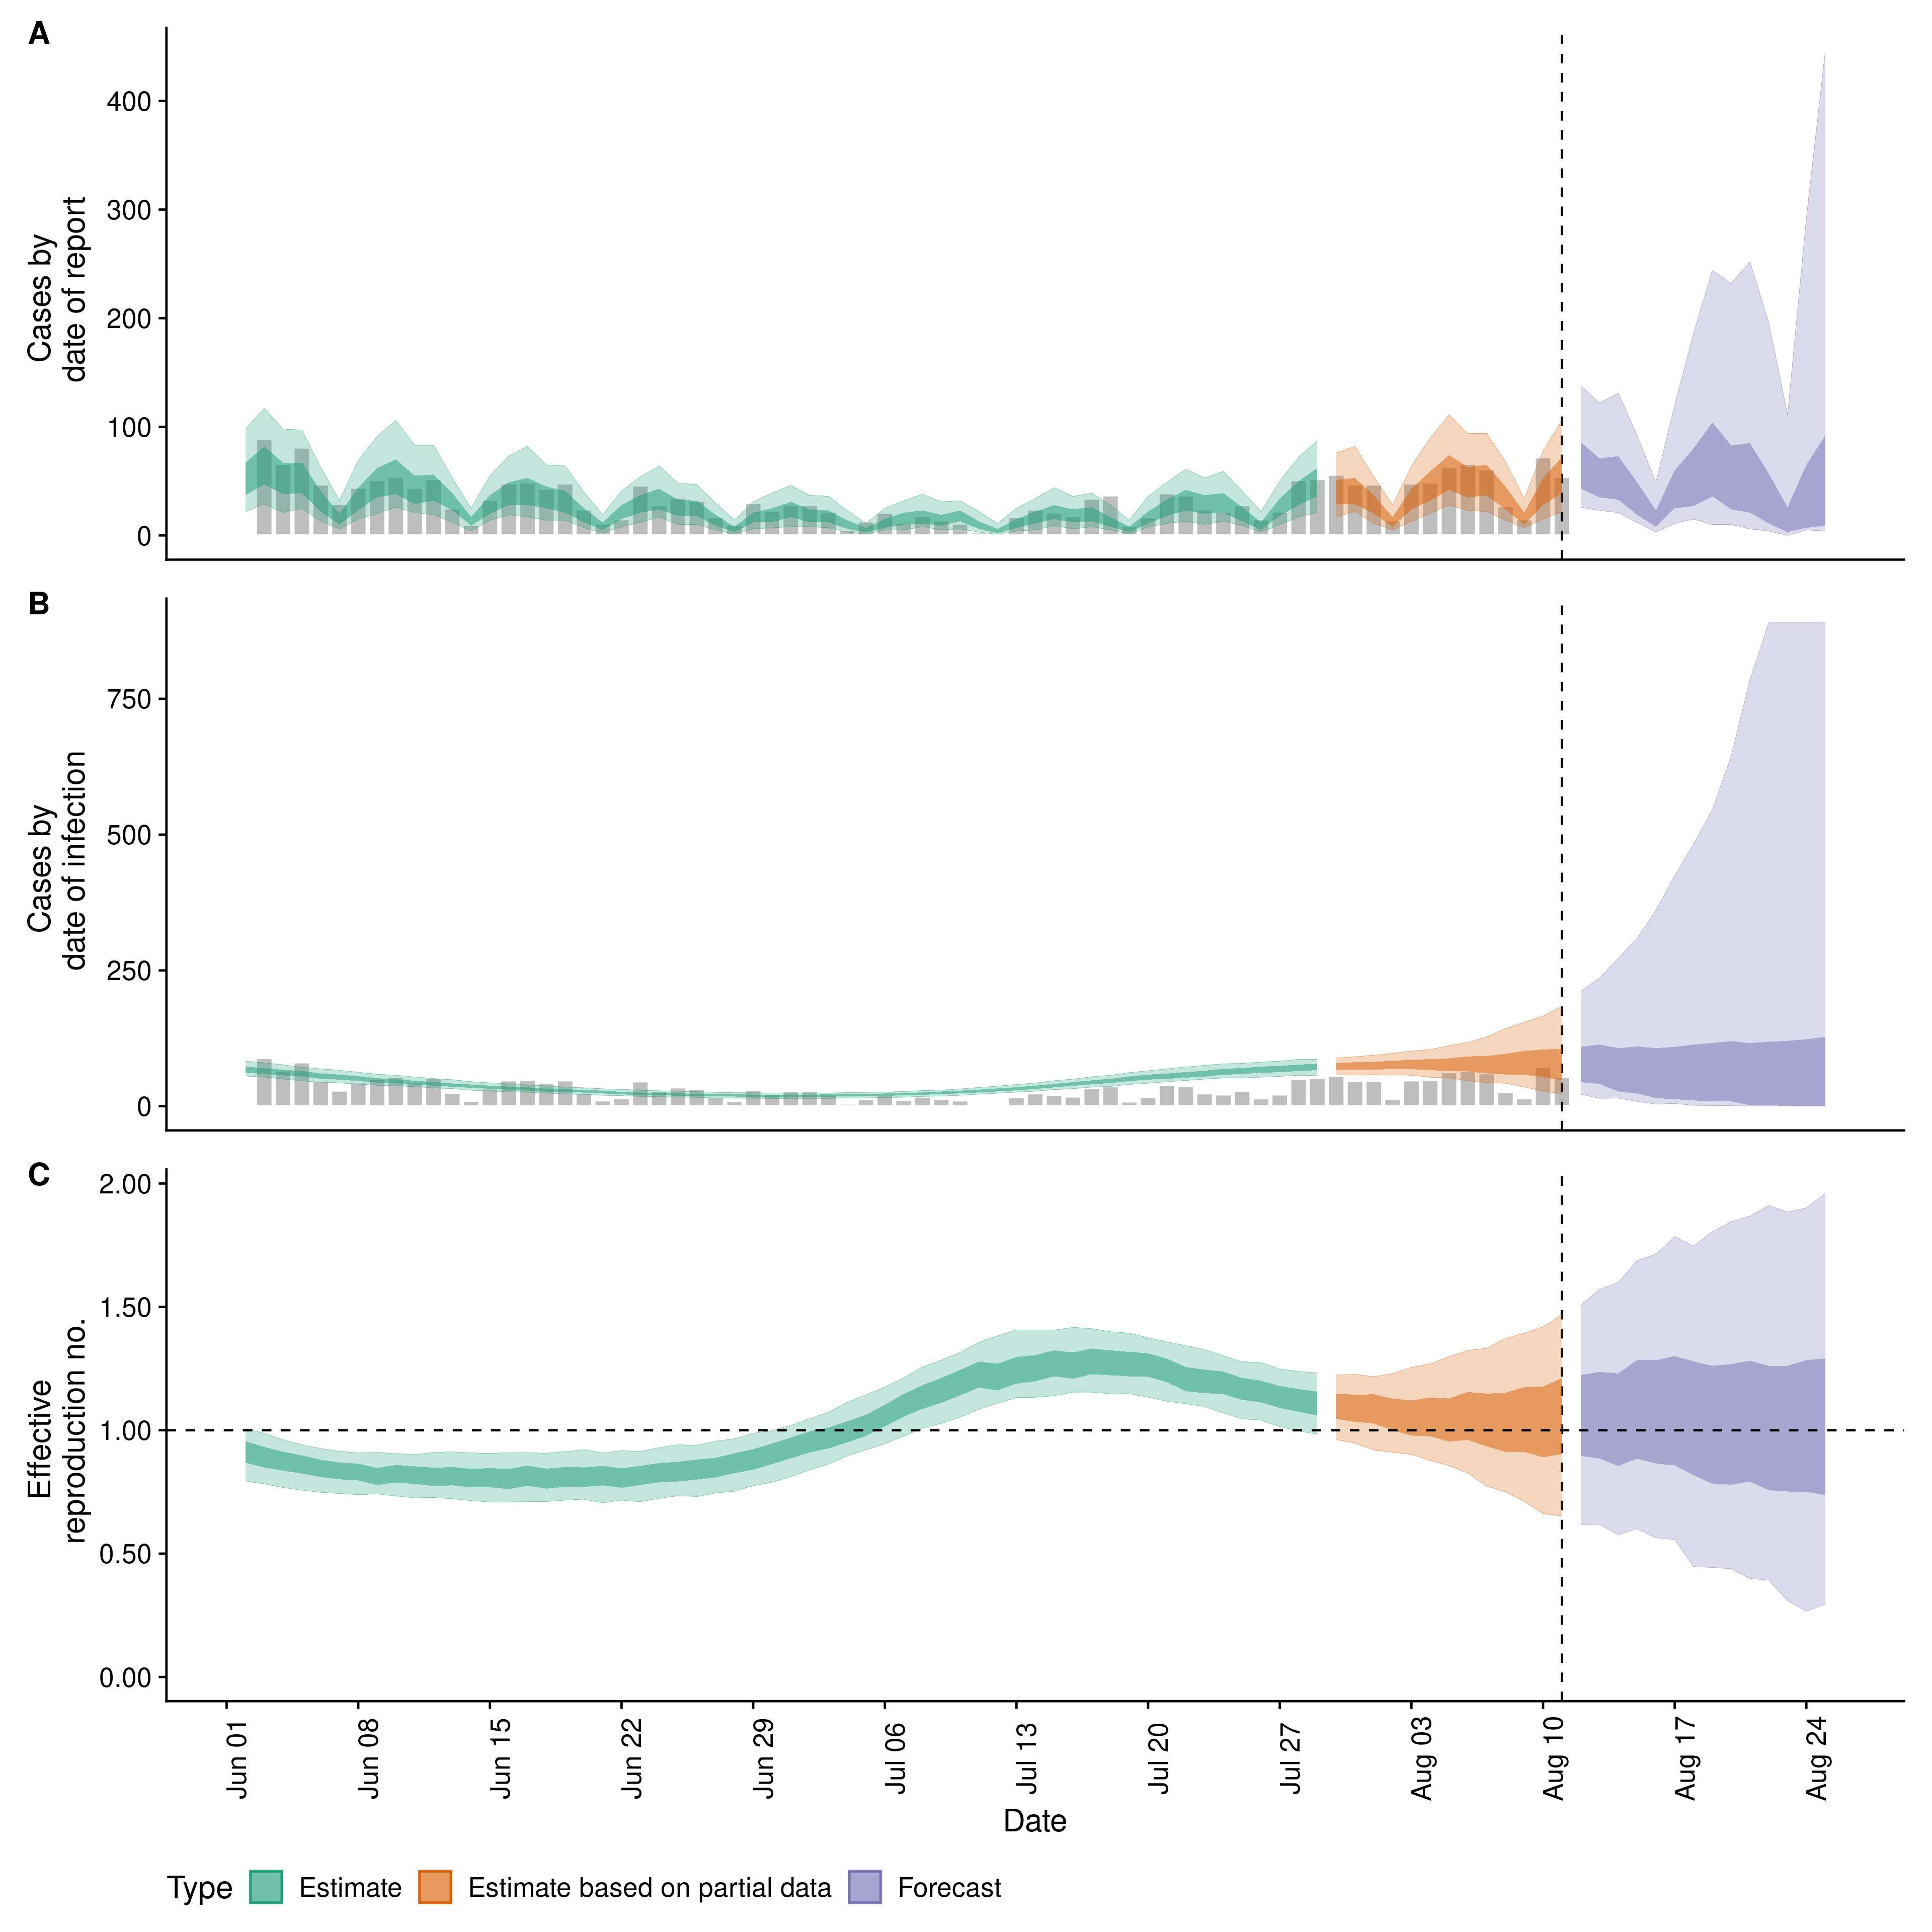 A
Cases by
date of report
400
300
200
100
0
B
Cases by
date of infection
750
500
250
0
C
Effective
reproduction no.
2.00
1.50
1.00
0.50
0.00
Jun 01
Jun 08
Jun 15
Jun 22
Jun 29
Jul 06
Jul 13
Jul 20
Jul 27
Aug 03
Aug 10
Aug 17
Aug 24
Date
Type Estimate Estimate based on partial data Forecast